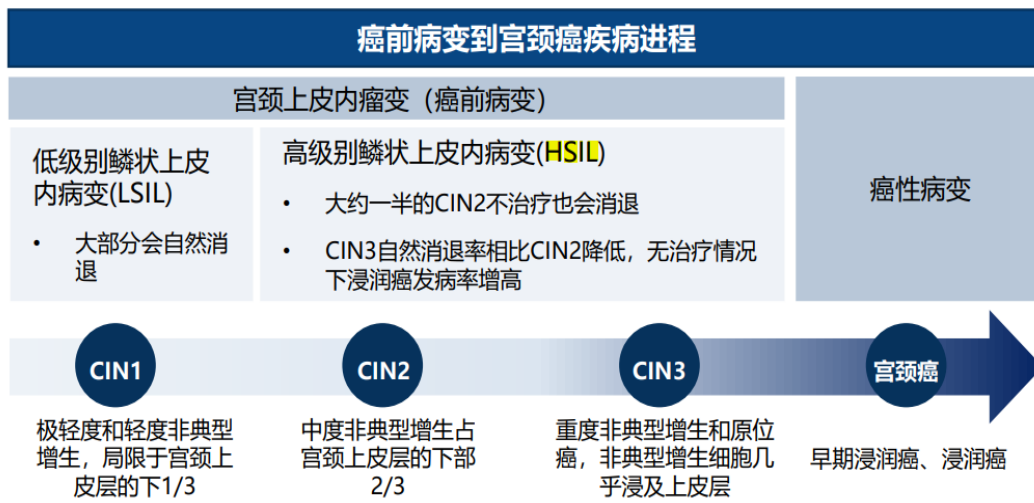 癌前病变到宫颈癌疾病进程
宫颈上皮内瘤变（癌前病变）
低级别鳞状上皮
内病变(LSIL)
• 大部分会自然消
退
高级别鳞状上皮内病变(HSIL)
• 大约一半的CIN2不治疗也会消退
• CIN3自然消退率相比CIN2降低，无治疗情况
下浸润癌发病率增高
癌性病变
CIN1
CIN2
CIN3
宫颈癌
极轻度和轻度非典型
增生，局限于宫颈上
皮层的下1/3
中度非典型增生占
宫颈上皮层的下部
2/3
重度非典型增生和原位
癌，非典型增生细胞几
乎浸及上皮层
早期浸润癌、浸润癌